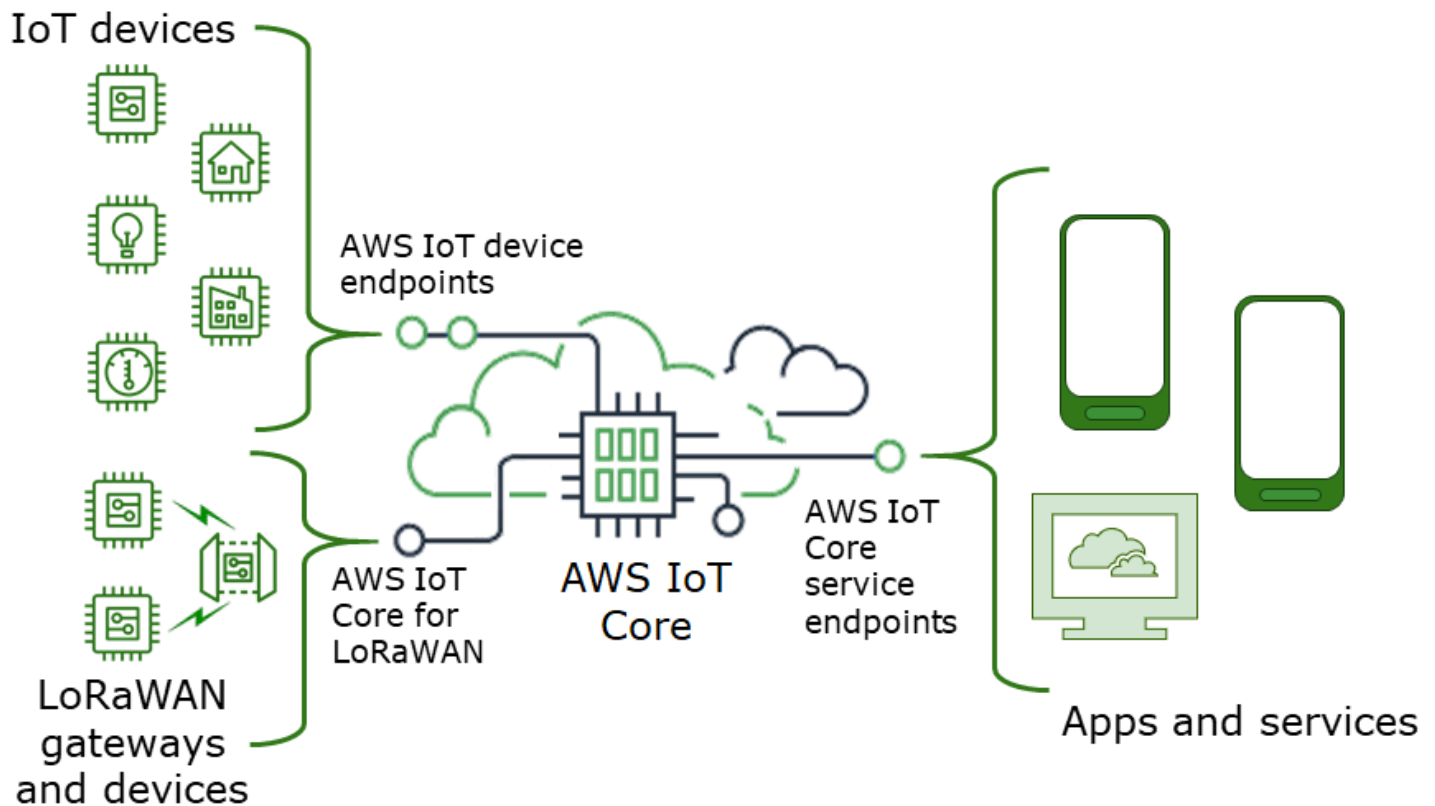 IoT devices
AWS IoT device
endpoints
AWS IoT
Core for
LoRaWAN
AWS IoT
Core
AWS IoT
Core
service
endpoints
LoRaWAN
gateways
and devices
Apps and services